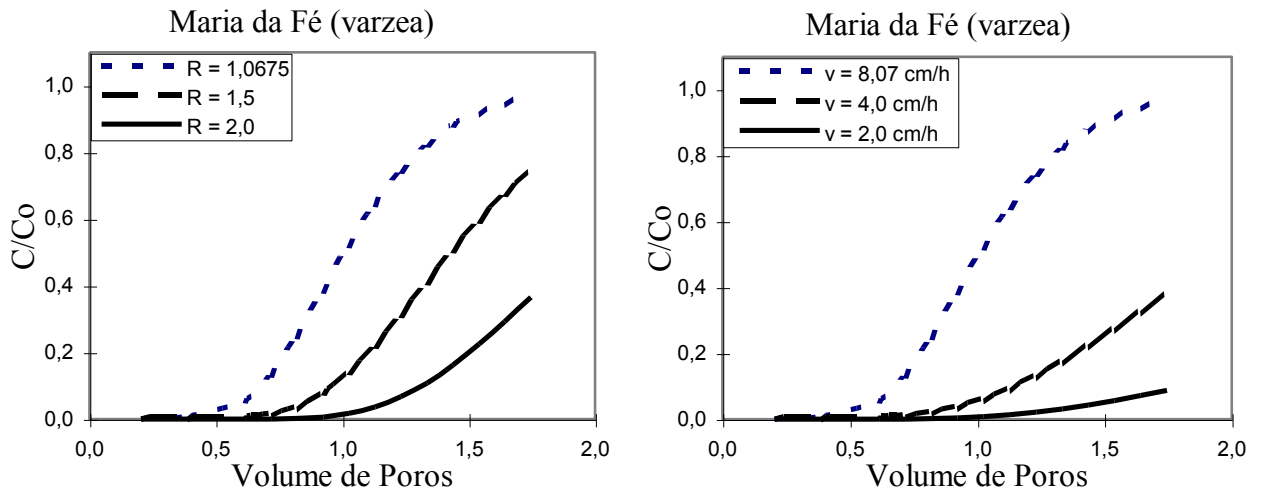 Maria da Fé (varzea)
R = 1,0675
R = 1,5
R = 2,0
1,0
0,8
0,6
0,4
0,2
0,0
C/Co
0,0 0,5 1,0 1,5 2,0
Volume de Poros
Maria da Fé (varzea)
v = 8,07 cm/h
v = 4,0 cm/h
v = 2,0 cm/h
1,0
0,8
0,6
0,4
0,2
0,0
C/Co
0,0 0,5 1,0 1,5 2,0
Volume de Poros